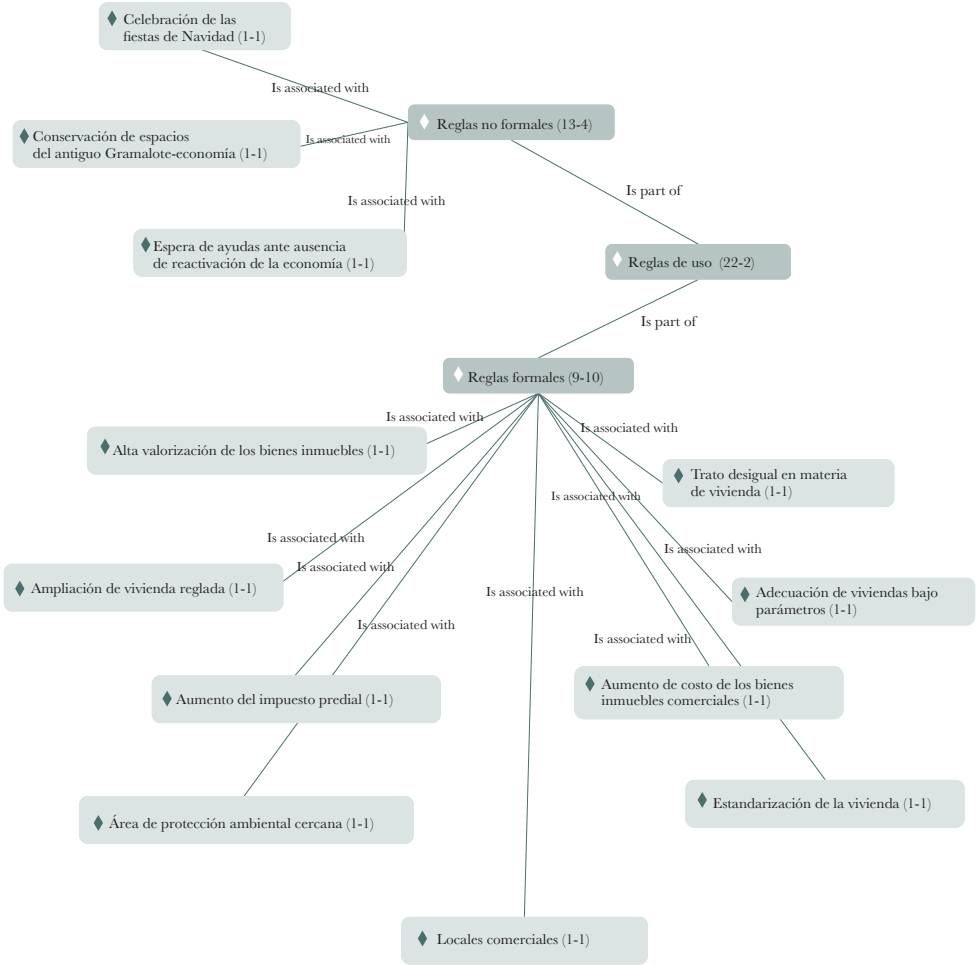 Celebración de las
fiestas de Navidad (1-1)
Is associated with
Reglas no formales (13-4)
Conservación de espacios
del antiguo Gramalote-economía (1-1)
Is associated with
Is part of
Is associated with
Espera de ayudas ante ausencia
de reactivación de la economía (1-1)
Reglas de uso (22-2)
Is part of
Reglas formales (9-10)
Is associated with
Is associated with
Alta valorización de los bienes inmuebles (1-1)
Trato desigual en materia
de vivienda (1-1)
Is associated with
Is associated with
Is associated with
Is associated with
Ampliación de vivienda reglada (1-1)
Is associated with
Adecuación de viviendas bajo
parámetros (1-1)
Is associated with
Is associated with
Aumento del impuesto predial (1-1)
Aumento de costo de los bienes
inmuebles comerciales (1-1)
Estandarización de la vivienda (1-1)
Área de protección ambiental cercana (1-1)
Locales comerciales (1-1)